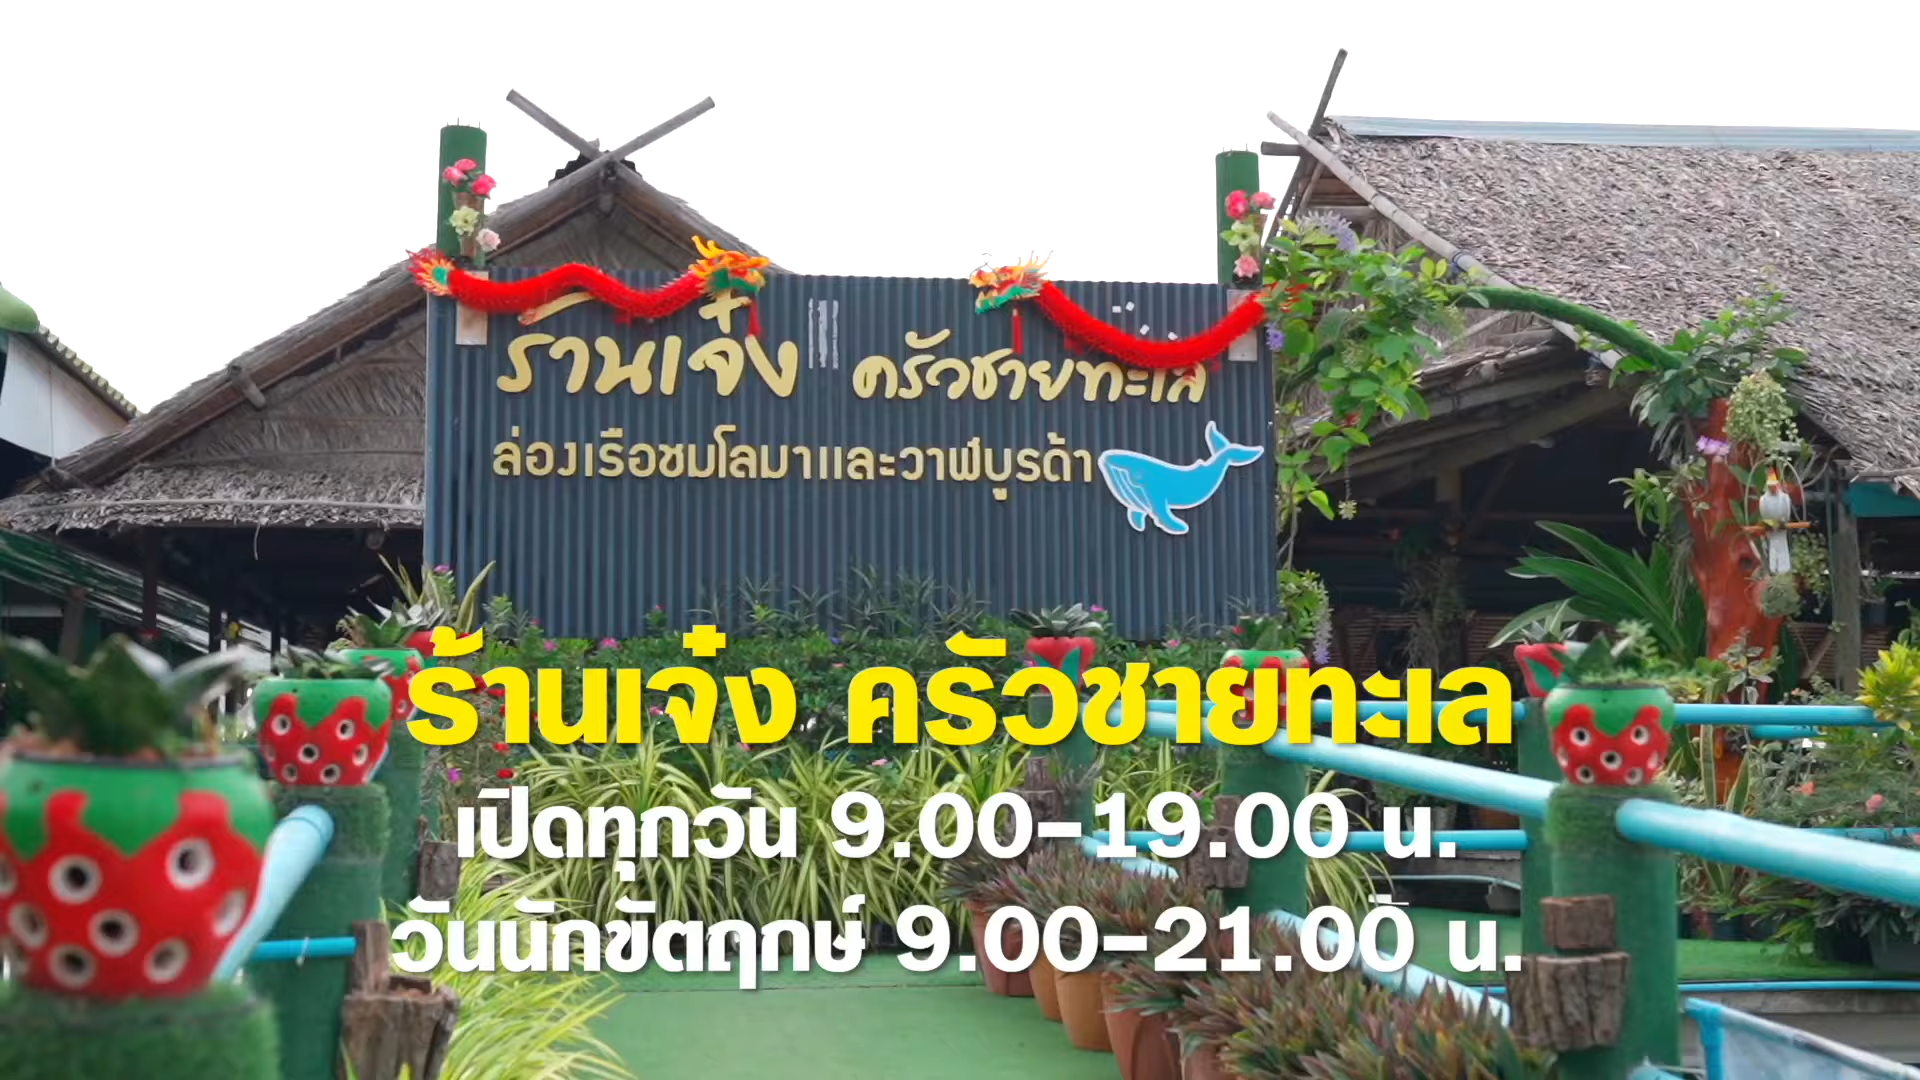 ร้านเจ๋ง ครัวชายทะเล
ล่องเรือชมโลมาและวาฬบรูด้า
ร้านเจ๋ง ครัวชายทะเล
เปิดทุกวัน 9.00-19.00 น.
วันนักขัตฤกษ์ 9.00-21.00 น.